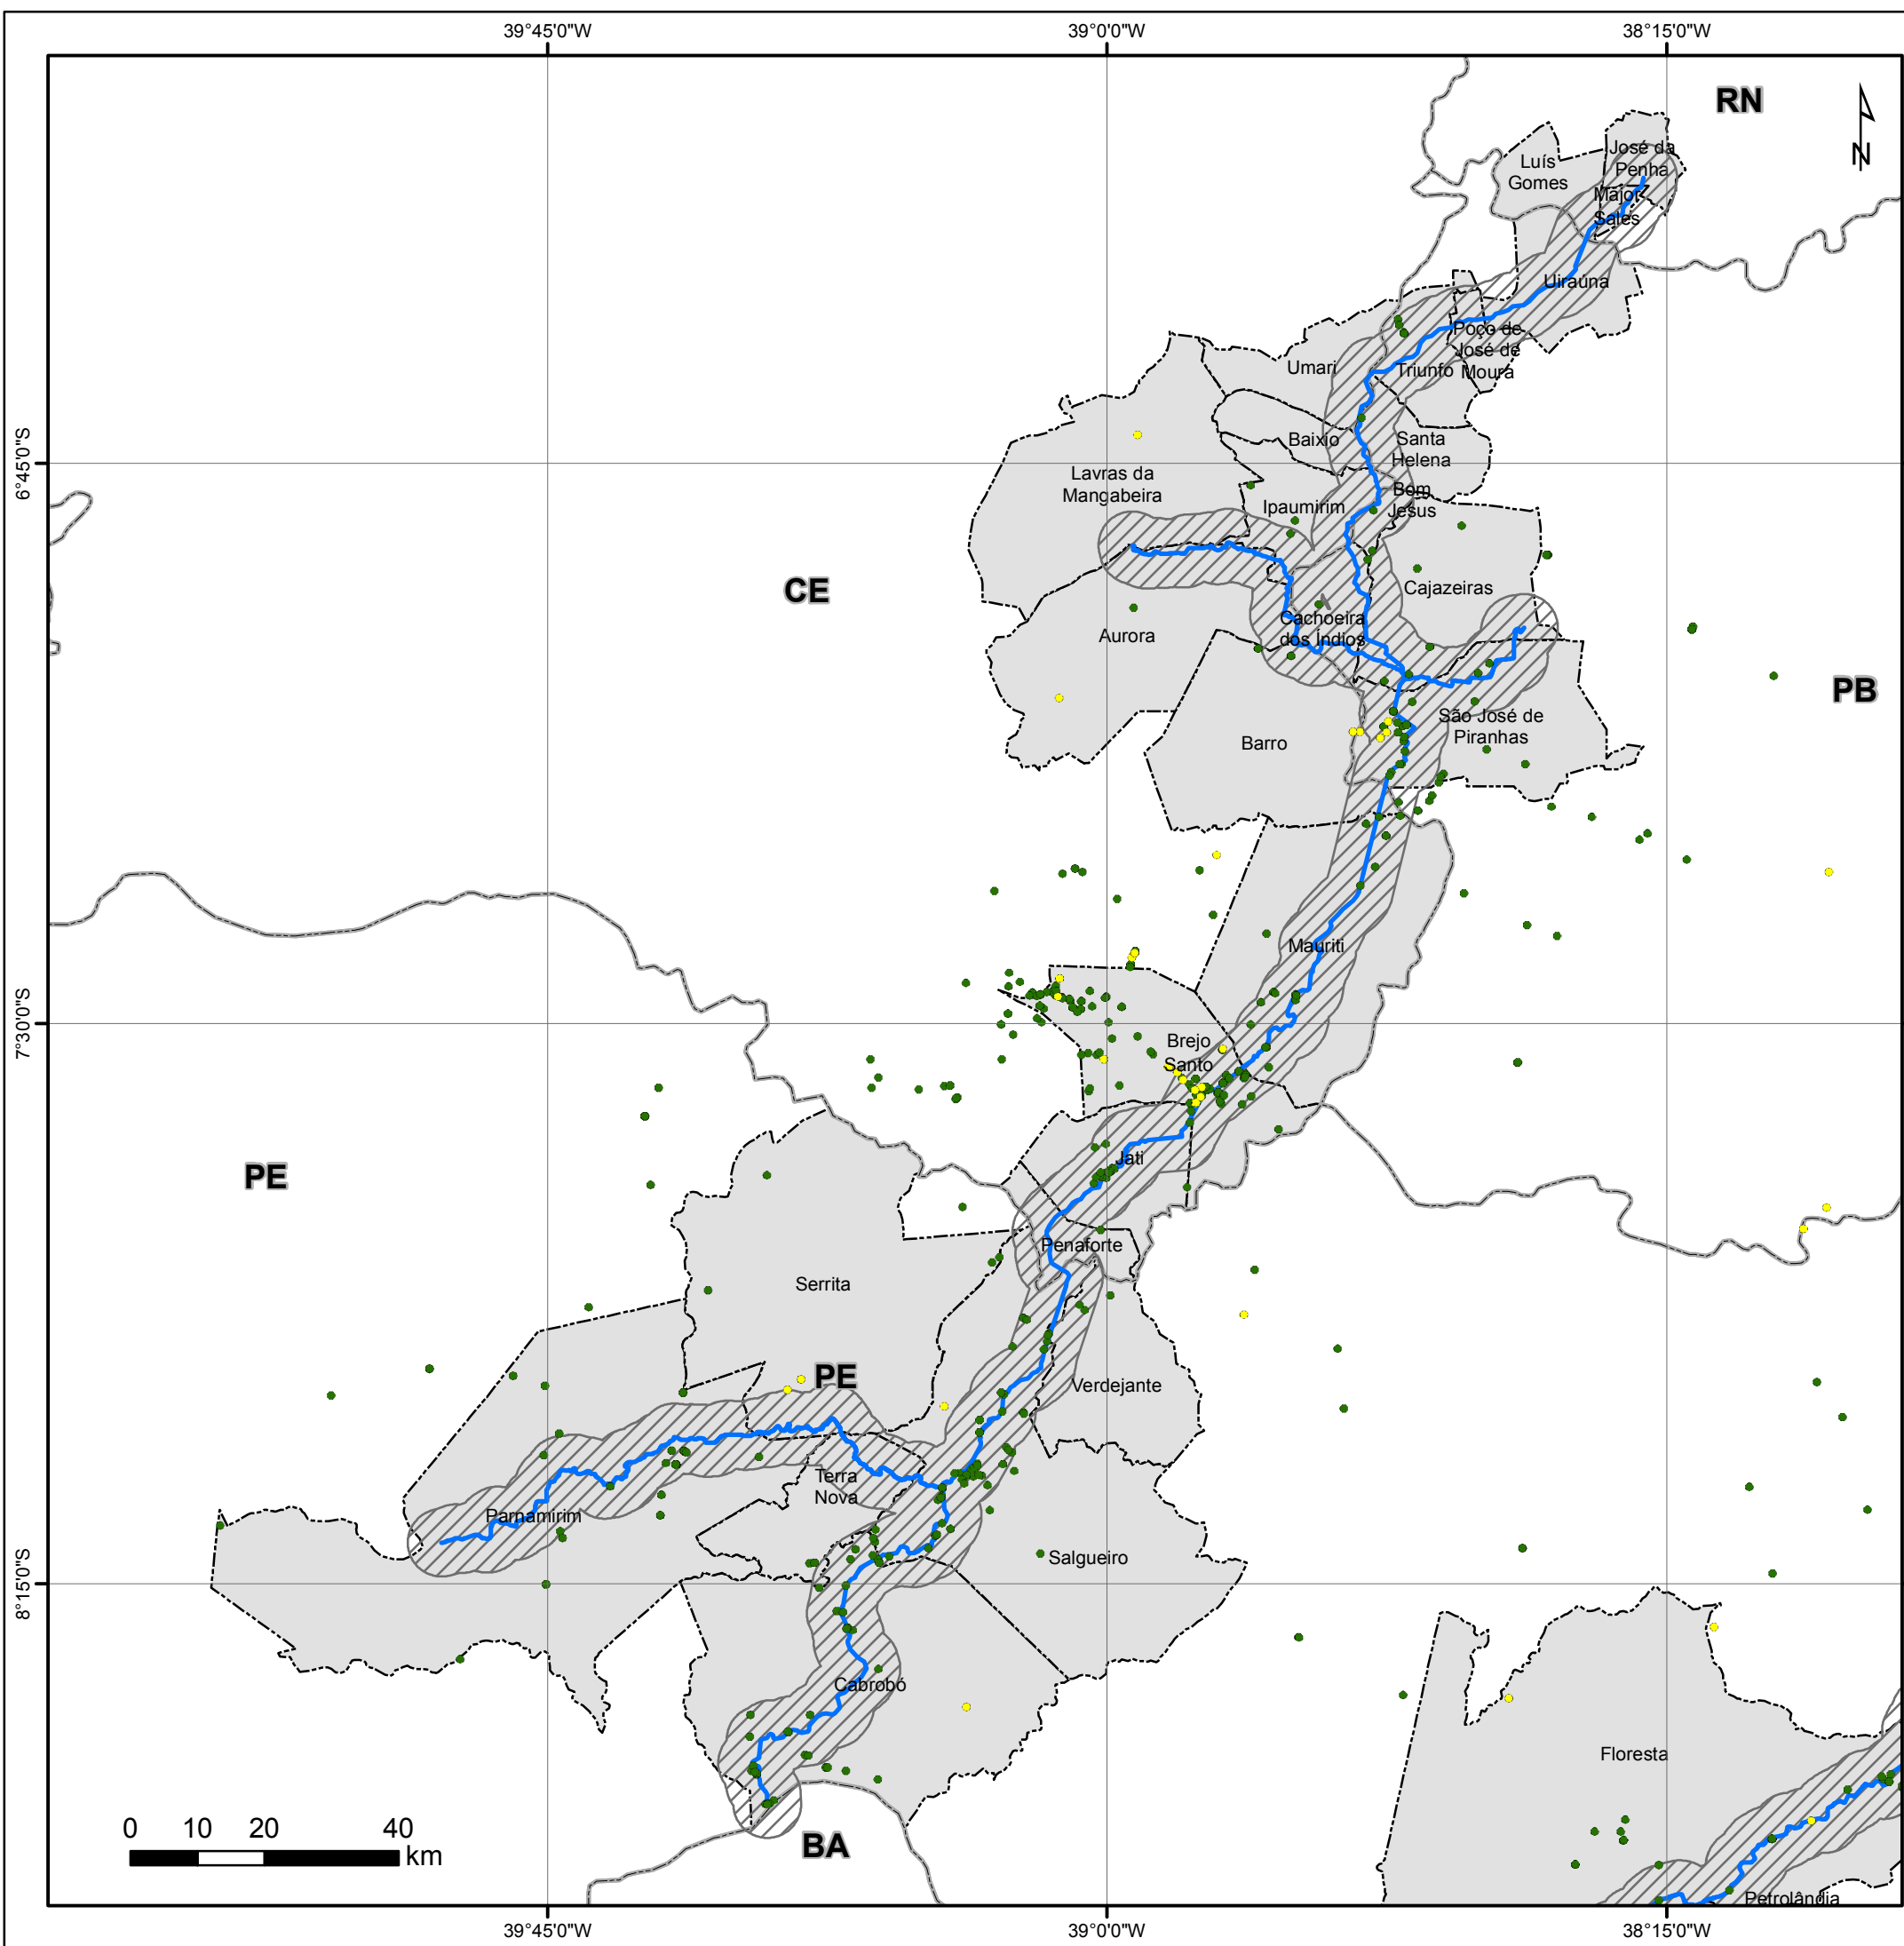 39°45'0"W
39°0'0"W
38°15'0"W
RN
N
Luís
Gomes
José da
Penha
Major
Sales
Uiraúna
Poço de
José de
Moura
Umari
Triunfo
Baixio
Santa
Helena
6°45'0"S
Lavras da
Mangabeira
Ipaumirim
Bom
Jesus
CE
Cajazeiras
Aurora
Cachoeira
dos Índios
PB
Barro
São José de
Piranhas
Mauriti
7°30'0"S
Brejo
Santo
PE
Jati
Penaforte
Serrita
PE
Verdejante
Terra
Nova
Parnamirim
Salgueiro
8°15'0"S
Cabrobó
Floresta
0 10 20 40
km
BA
Petrolândia
39°45'0"W
39°0'0"W
38°15'0"W